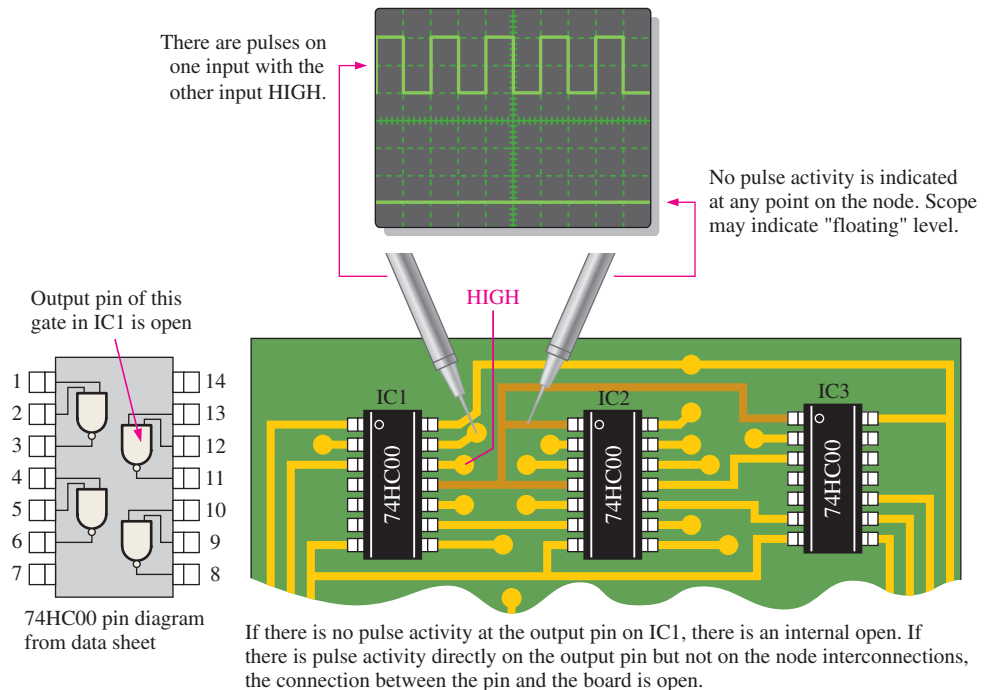 There are pulses on
one input with the
other input HIGH.
No pulse activity is indicated
at any point on the node. Scope
may indicate "floating" level.
HIGH
Output pin of this
gate in IC1 is open
1
2
3
4
5
6
7
14
13
12
11
10
9
8
74HC00 pin diagram
from data sheet
IC1
74HC00
IC2
74HC00
IC3
74HC00
If there is no pulse activity at the output pin on IC1, there is an internal open. If
there is pulse activity directly on the output pin but not on the node interconnections,
the connection between the pin and the board is open.